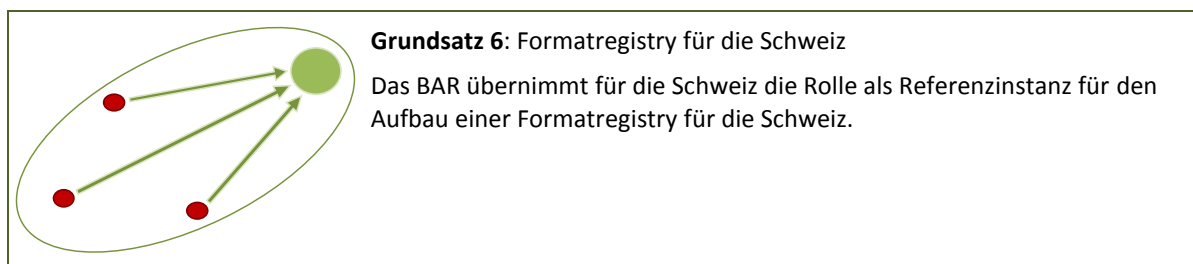 Grundsatz 6: Formatregistry für die Schweiz
Das BAR übernimmt für die Schweiz die Rolle als Referenzinstanz für den
Aufbau einer Formatregistry für die Schweiz.